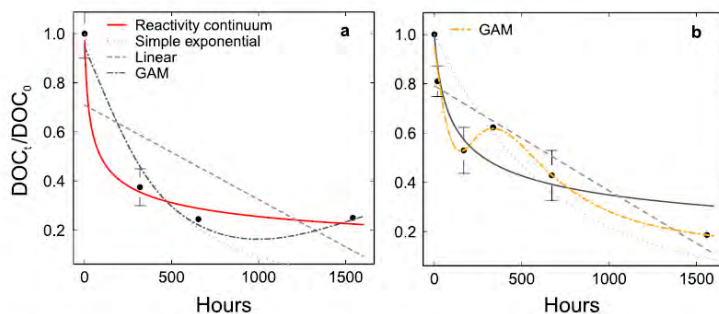 a
Reactivity continuum
Simple exponential
Linear
GAM
b
GAM
1.0
0.8
0.6
0.4
0.2
1.0
0.8
0.6
0.4
0.2
DOCt/DOC0
0
500
1000
1500
0
500
1000
1500
Hours
Hours